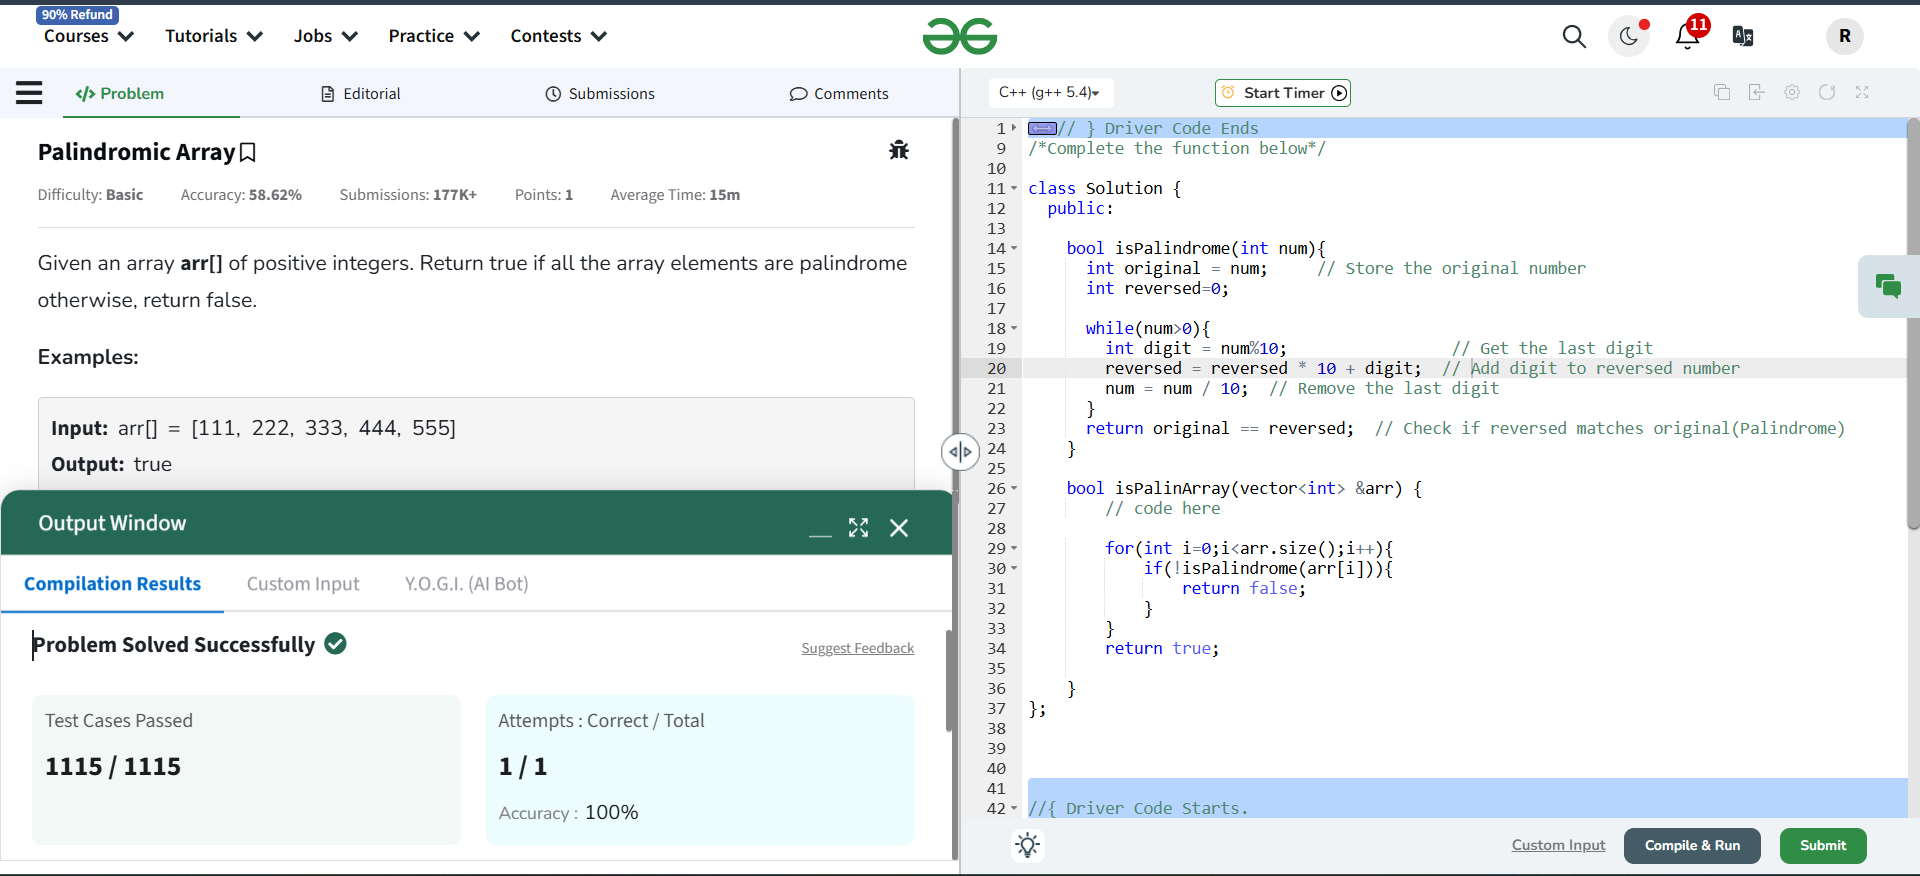 90% Refund
Courses Tutorials Jobs Practice Contests
11
R
</> Problem Editorial Submissions Comments
C++ (g++ 5.4) Start Timer
Palindromic Array
Difficulty: Basic Accuracy: 58.62% Submissions: 177K+ Points: 1 Average Time: 15m
Given an array arr[] of positive integers. Return true if all the array elements are palindrome
otherwise, return false.
Examples:
Input: arr[] = [111, 222, 333, 444, 555]
Output: true
Output Window
Compilation Results Custom Input Y.O.G.I. (AI Bot)
Problem Solved Successfully
Suggest Feedback
Test Cases Passed
1115 / 1115
Attempts : Correct / Total
1 / 1
Accuracy : 100%
1 // } Driver Code Ends
9 /*Complete the function below*/
10
11 class Solution {
12 public:
13
14 bool isPalindrome(int num){
15 int original = num; // Store the original number
16 int reversed=0;
17
18 while(num>0){
19 int digit = num%10; // Get the last digit
20 reversed = reversed * 10 + digit; // Add digit to reversed number
21 num = num / 10; // Remove the last digit
22 }
23 return original == reversed; // Check if reversed matches original(Palindrome)
24 }
25
26 bool isPalinArray(vector<int> &arr) {
27 // code here
28
29 for(int i=0;i<arr.size();i++){
30 if(!isPalindrome(arr[i])){
31 return false;
32 }
33 }
34 return true;
35
36 }
37 };
38
39
40
41
42 //{ Driver Code Starts.
Custom Input Compile & Run Submit